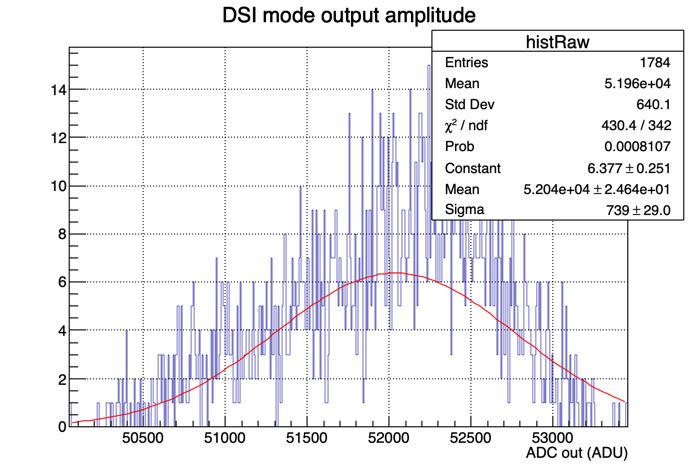 DSI mode output amplitude
histRaw
Entries 1784
Mean 5.196e+04
Std Dev 640.1
χ² / ndf 430.4 / 342
Prob 0.0008107
Constant 6.377 ± 0.251
Mean 5.204e+04 ± 2.464e+01
Sigma 739 ± 29.0
14
12
10
8
6
4
2
0
50500 51000 51500 52000 52500 53000
ADC out (ADU)